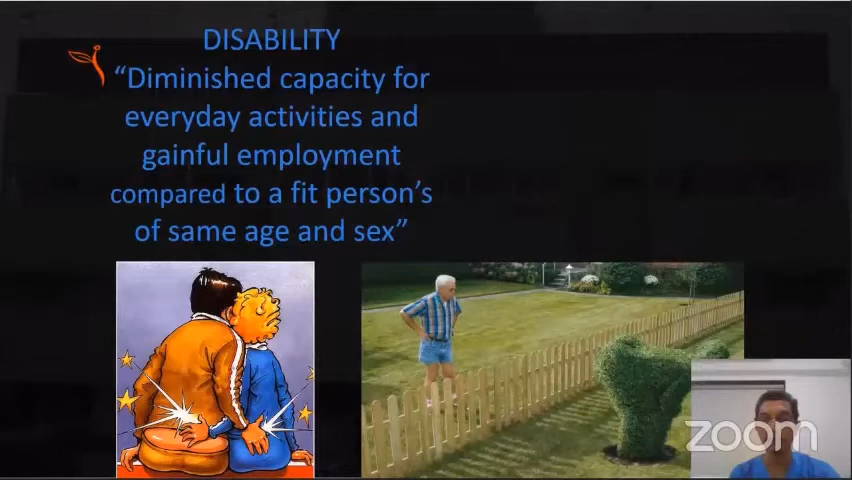 DISABILITY
“Diminished capacity for
everyday activities and
gainful employment
compared to a fit person’s
of same age and sex”
zoom